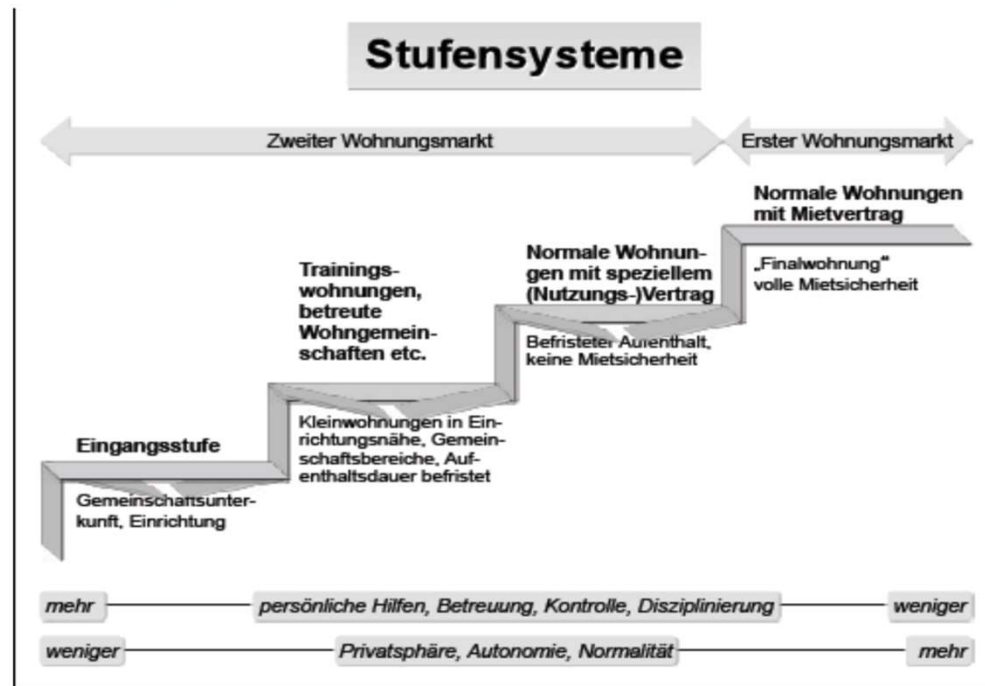 Stufensysteme
Zweiter Wohnungsmarkt
Erster Wohnungsmarkt
Normale Wohnungen
mit Mietvertrag
„Finalwohnung“
volle Mietsicherheit
Normale Wohnun-
gen mit speziellem
(Nutzungs-)Vertrag
Befristeter Aufenthalt,
keine Mietsicherheit
Trainings-
wohnungen,
betreute
Wohngemein-
schaften etc.
Kleinwohnungen in Ein-
richtungsnähe, Gemein-
schaftsbereiche, Auf-
enthaltsdauer befristet
Eingangsstufe
Gemeinschaftsunter-
kunft, Einrichtung
mehr persönliche Hilfen, Betreuung, Kontrolle, Disziplinierung weniger
weniger Privatsphäre, Autonomie, Normalität mehr